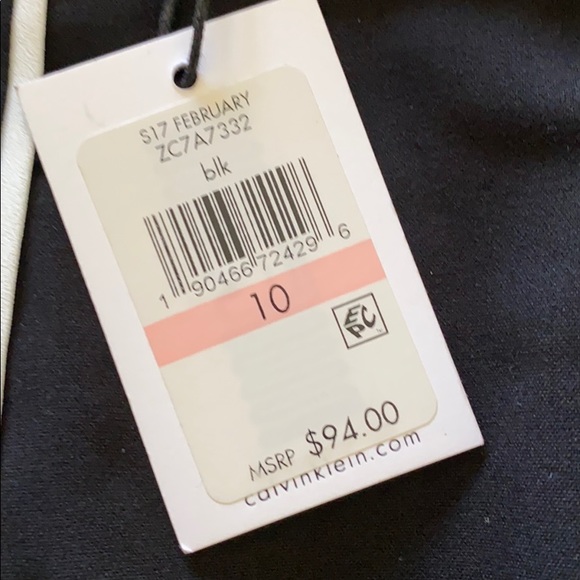 S17 FEBRUARY
ZC7A7332
blk
1 90466 72429 6
10
EPC
MSRP $94.00
calvinklein.com